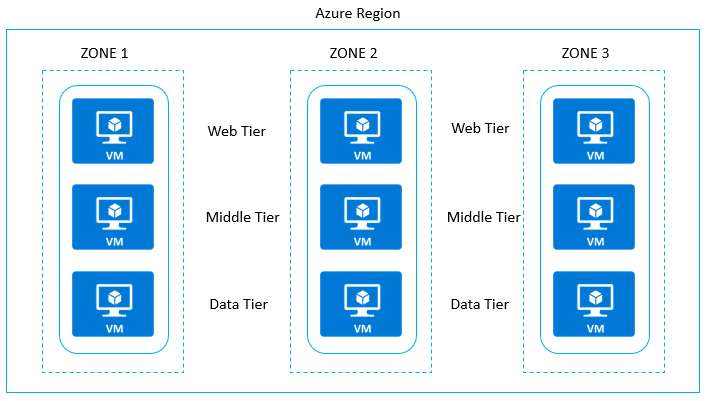 Azure Region
ZONE 1
ZONE 2
ZONE 3
VM
Web Tier
VM
Web Tier
VM
VM
Middle Tier
VM
Middle Tier
VM
VM
Data Tier
VM
Data Tier
VM